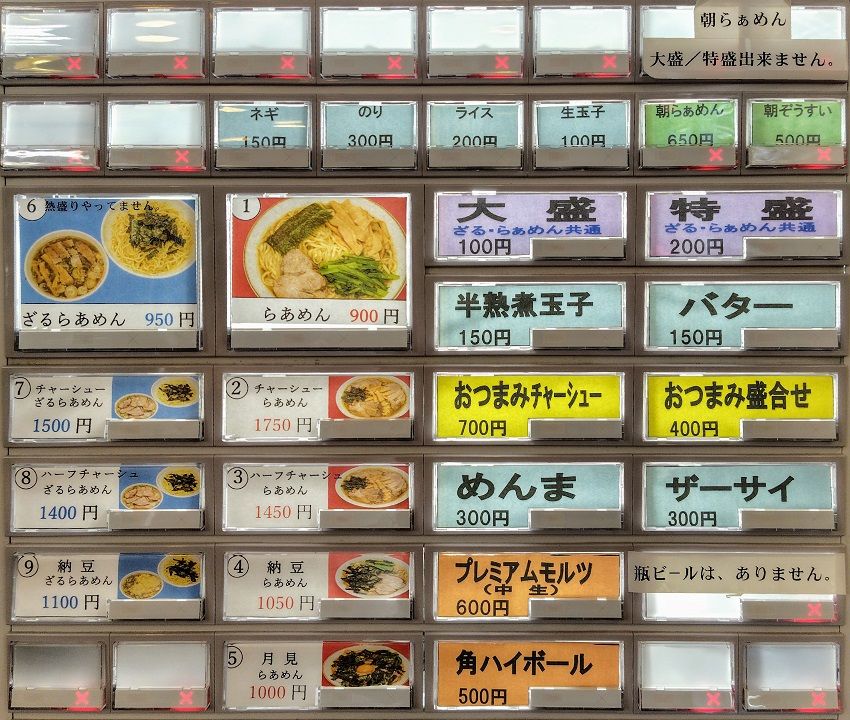 朝らぁめん
大盛／特盛出来ません。
ネギ
150円
のり
300円
ライス
200円
生玉子
100円
朝らぁめん
650円
朝ぞうすい
500円
6 熱盛りやってません。
ざるらあめん 950円
1
らあめん 900円
大盛
ざる・らぁめん共通
100円
特盛
ざる・らぁめん共通
200円
半熟煮玉子
150円
バター
150円
⑦ チャーシュー
ざるらあめん
1500円
② チャーシュー
らあめん
1750円
おつまみチャーシュー
700円
おつまみ盛合せ
400円
⑧ ハーフチャーシュ
ざるらあめん
1400円
③ ハーフチャーシュ
らあめん
1450円
めんま
300円
ザーサイ
300円
⑨ 納豆
ざるらあめん
1100円
④ 納豆
らあめん
1050円
プレミアムモルツ
(中生)
600円
瓶ビールは、ありません。
⑤ 月見
らあめん
1000円
角ハイボール
500円